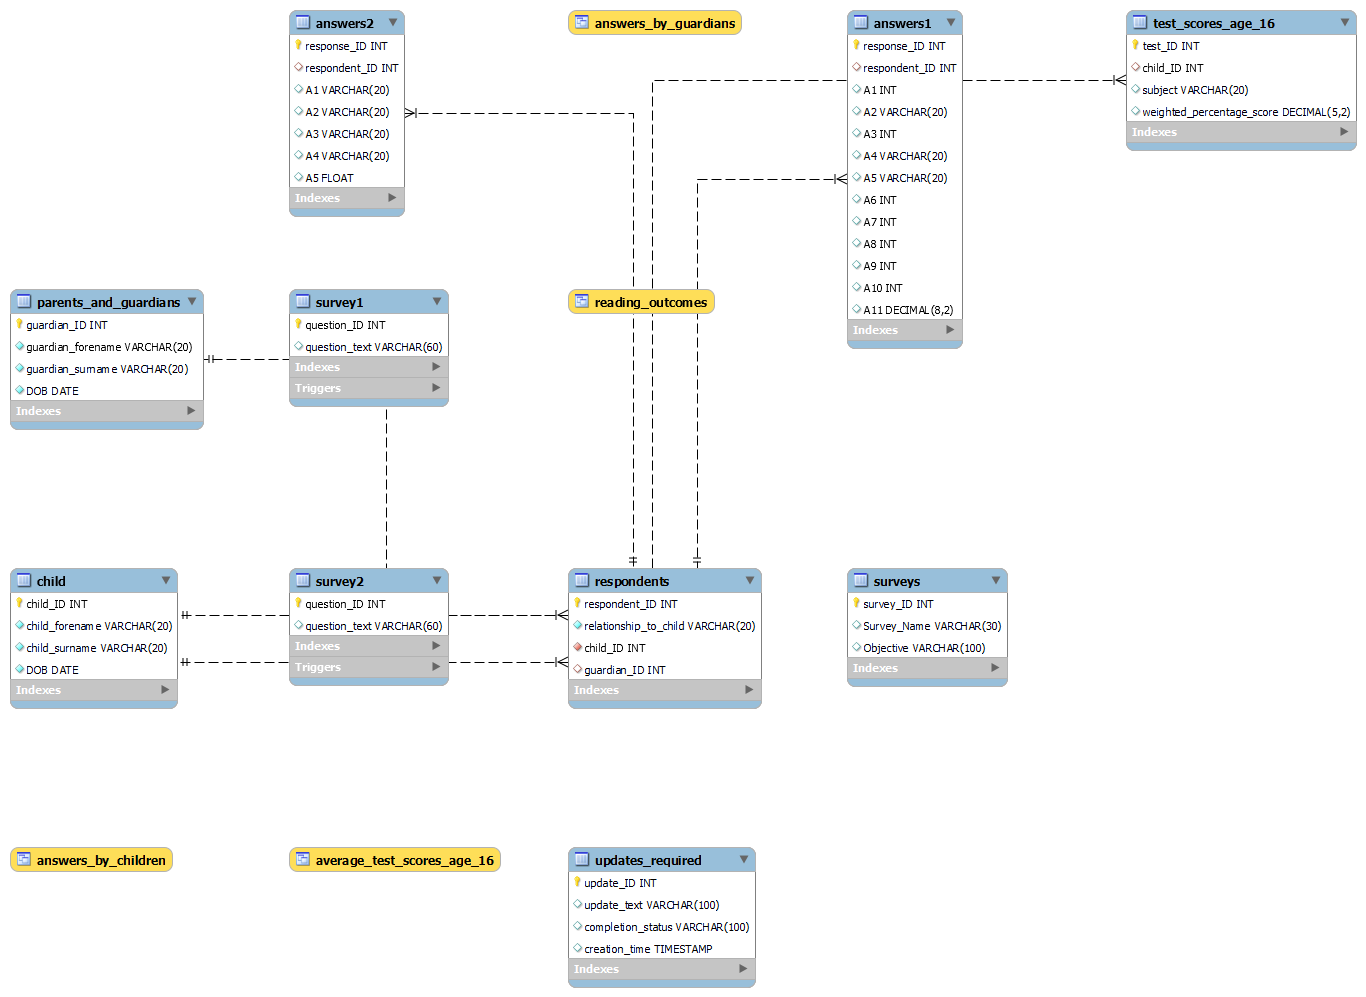 answers2
response_ID INT
respondent_ID INT
A1 VARCHAR(20)
A2 VARCHAR(20)
A3 VARCHAR(20)
A4 VARCHAR(20)
A5 FLOAT
Indexes
answers_by_guardians
answers1
response_ID INT
respondent_ID INT
A1 INT
A2 VARCHAR(20)
A3 INT
A4 VARCHAR(20)
A5 VARCHAR(20)
A6 INT
A7 INT
A8 INT
A9 INT
A10 INT
A11 DECIMAL(8,2)
Indexes
test_scores_age_16
test_ID INT
child_ID INT
subject VARCHAR(20)
weighted_percentage_score DECIMAL(5,2)
Indexes
parents_and_guardians
guardian_ID INT
guardian_forename VARCHAR(20)
guardian_surname VARCHAR(20)
DOB DATE
Indexes
survey1
question_ID INT
question_text VARCHAR(60)
Indexes
Triggers
reading_outcomes
child
child_ID INT
child_forename VARCHAR(20)
child_surname VARCHAR(20)
DOB DATE
Indexes
survey2
question_ID INT
question_text VARCHAR(60)
Indexes
Triggers
respondents
respondent_ID INT
relationship_to_child VARCHAR(20)
child_ID INT
guardian_ID INT
Indexes
surveys
survey_ID INT
Survey_Name VARCHAR(30)
Objective VARCHAR(100)
Indexes
answers_by_children
average_test_scores_age_16
updates_required
update_ID INT
update_text VARCHAR(100)
completion_status VARCHAR(100)
creation_time TIMESTAMP
Indexes